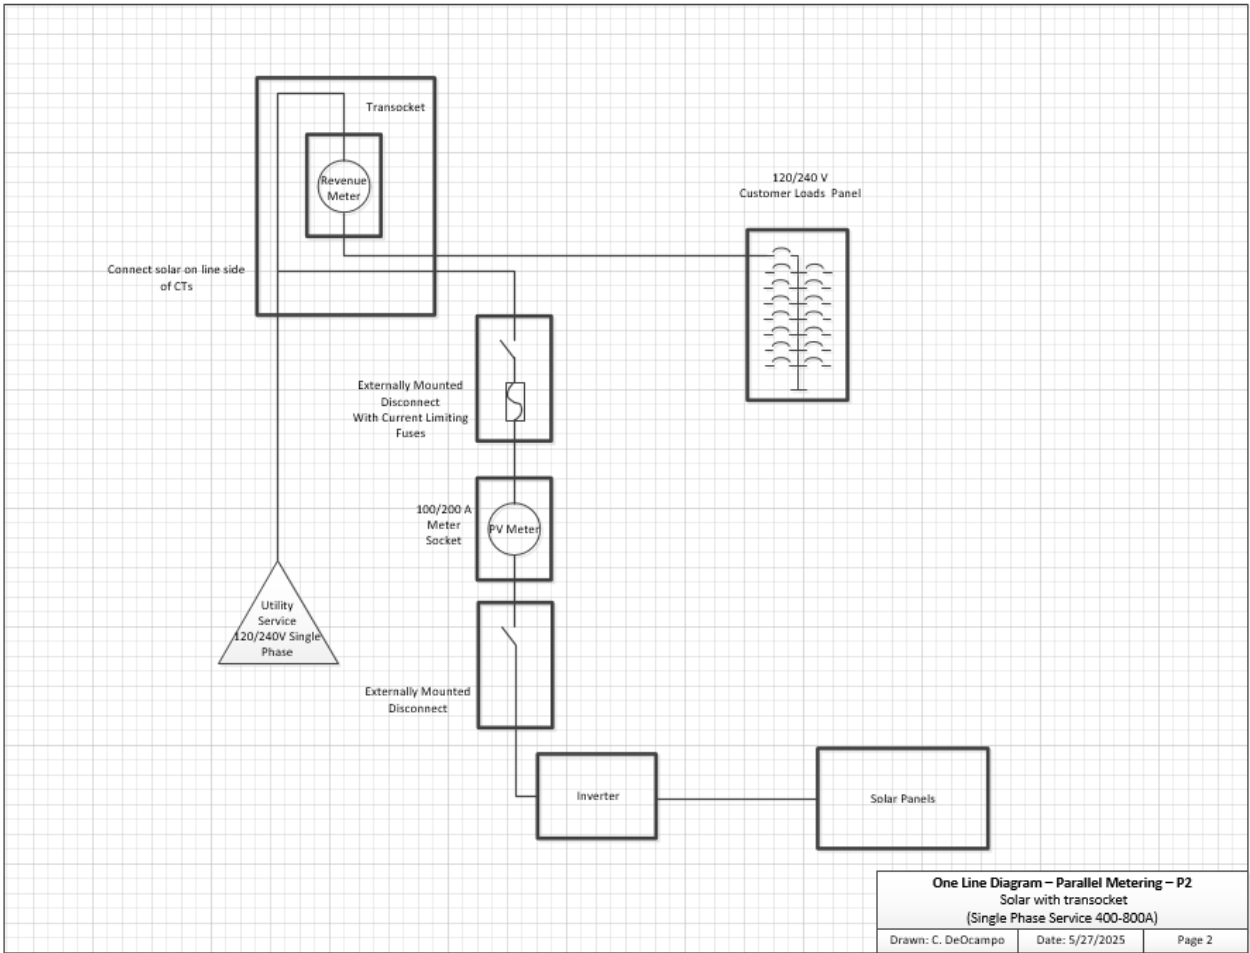 Transocket
Revenue
Meter
120/240 V
Customer Loads Panel
Connect solar on line side
of CTs
Externally Mounted
Disconnect
With Current Limiting
Fuses
100/200 A
Meter
Socket
PV Meter
Utility
Service
120/240V Single
Phase
Externally Mounted
Disconnect
Inverter
Solar Panels
One Line Diagram – Parallel Metering – P2
Solar with transocket
(Single Phase Service 400-800A)
Drawn: C. DeOcampo
Date: 5/27/2025
Page 2